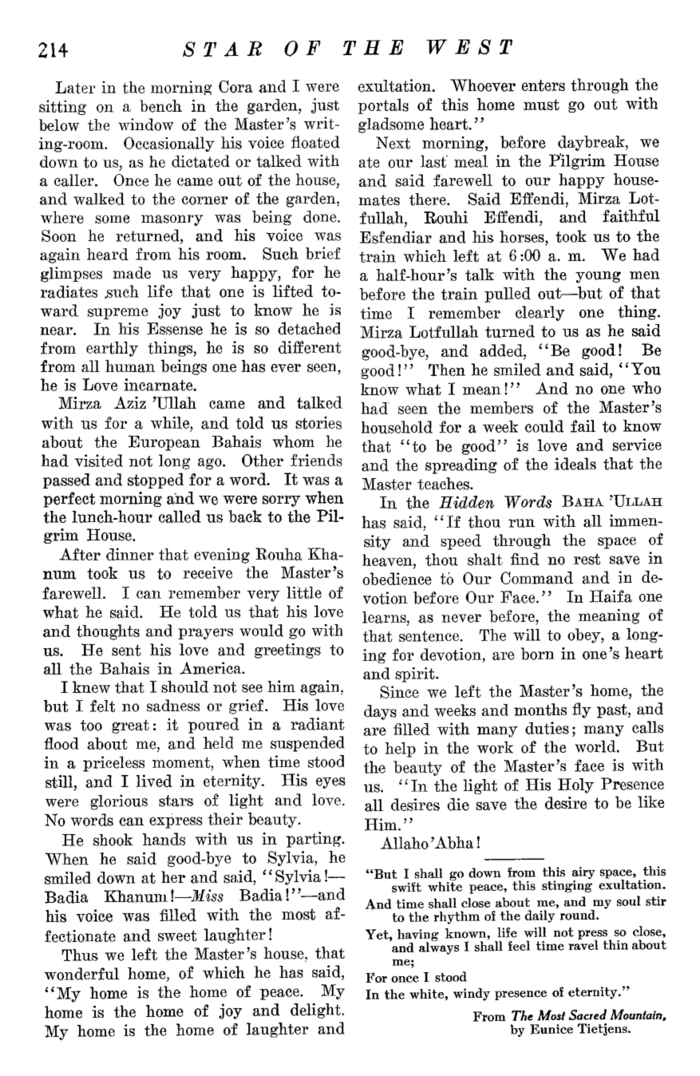 214
STAR OF THE WEST
Later in the morning Cora and I were
sitting on a bench in the garden, just
below the window of the Master's writ-
ing-room. Occasionally his voice floated
down to us, as he dictated or talked with
a caller. Once he came out of the house,
and walked to the corner of the garden,
where some masonry was being done.
Soon he returned, and his voice was
again heard from his room. Such brief
glimpses made us very happy, for he
radiates such life that one is lifted to-
ward supreme joy just to know he is
near. In his Essense he is so detached
from earthly things, he is so different
from all human beings one has ever seen,
he is Love incarnate.
Mirza Aziz 'Ullah came and talked
with us for a while, and told us stories
about the European Bahais whom he
had visited not long ago. Other friends
passed and stopped for a word. It was a
perfect morning and we were sorry when
the lunch-hour called us back to the Pil-
grim House.
After dinner that evening Rouha Kha-
num took us to receive the Master's
farewell. I can remember very little of
what he said. He told us that his love
and thoughts and prayers would go with
us. He sent his love and greetings to
all the Bahais in America.
I knew that I should not see him again,
but I felt no sadness or grief. His love
was too great: it poured in a radiant
flood about me, and held me suspended
in a priceless moment, when time stood
still, and I lived in eternity. His eyes
were glorious stars of light and love.
No words can express their beauty.
He shook hands with us in parting.
When he said good-bye to Sylvia, he
smiled down at her and said, "Sylvia!—
Badia Khanum!—Miss Badia!"—and
his voice was filled with the most af-
fectionate and sweet laughter!
Thus we left the Master's house, that
wonderful home, of which he has said,
"My home is the home of peace. My
home is the home of joy and delight.
My home is the home of laughter and
exultation. Whoever enters through the
portals of this home must go out with
gladsome heart."
Next morning, before daybreak, we
ate our last meal in the Pilgrim House
and said farewell to our happy house-
mates there. Said Effendi, Mirza Lot-
fullah, Rouhi Effendi, and faithful
Esfendiar and his horses, took us to the
train which left at 6:00 a. m. We had
a half-hour's talk with the young men
before the train pulled out—but of that
time I remember clearly one thing.
Mirza Lotfullah turned to us as he said
good-bye, and added, "Be good! Be
good!" Then he smiled and said, "You
know what I mean!" And no one who
had seen the members of the Master's
household for a week could fail to know
that "to be good" is love and service
and the spreading of the ideals that the
Master teaches.
In the Hidden Words BAHA 'ULLAH
has said, "If thou run with all immen-
sity and speed through the space of
heaven, thou shalt find no rest save in
obedience to Our Command and in de-
votion before Our Face." In Haifa one
learns, as never before, the meaning of
that sentence. The will to obey, a long-
ing for devotion, are born in one's heart
and spirit.
Since we left the Master's home, the
days and weeks and months fly past, and
are filled with many duties; many calls
to help in the work of the world. But
the beauty of the Master's face is with
us. "In the light of His Holy Presence
all desires die save the desire to be like
Him."
Allaho 'Abha!
"But I shall go down from this airy space, this
swift white peace, this stinging exultation.
And time shall close about me, and my soul stir
to the rhythm of the daily round.
Yet, having known, life will not press so close,
and always I shall feel time ravel thin about
me;
For once I stood
In the white, windy presence of eternity."
From The Most Sacred Mountain,
by Eunice Tietjens.